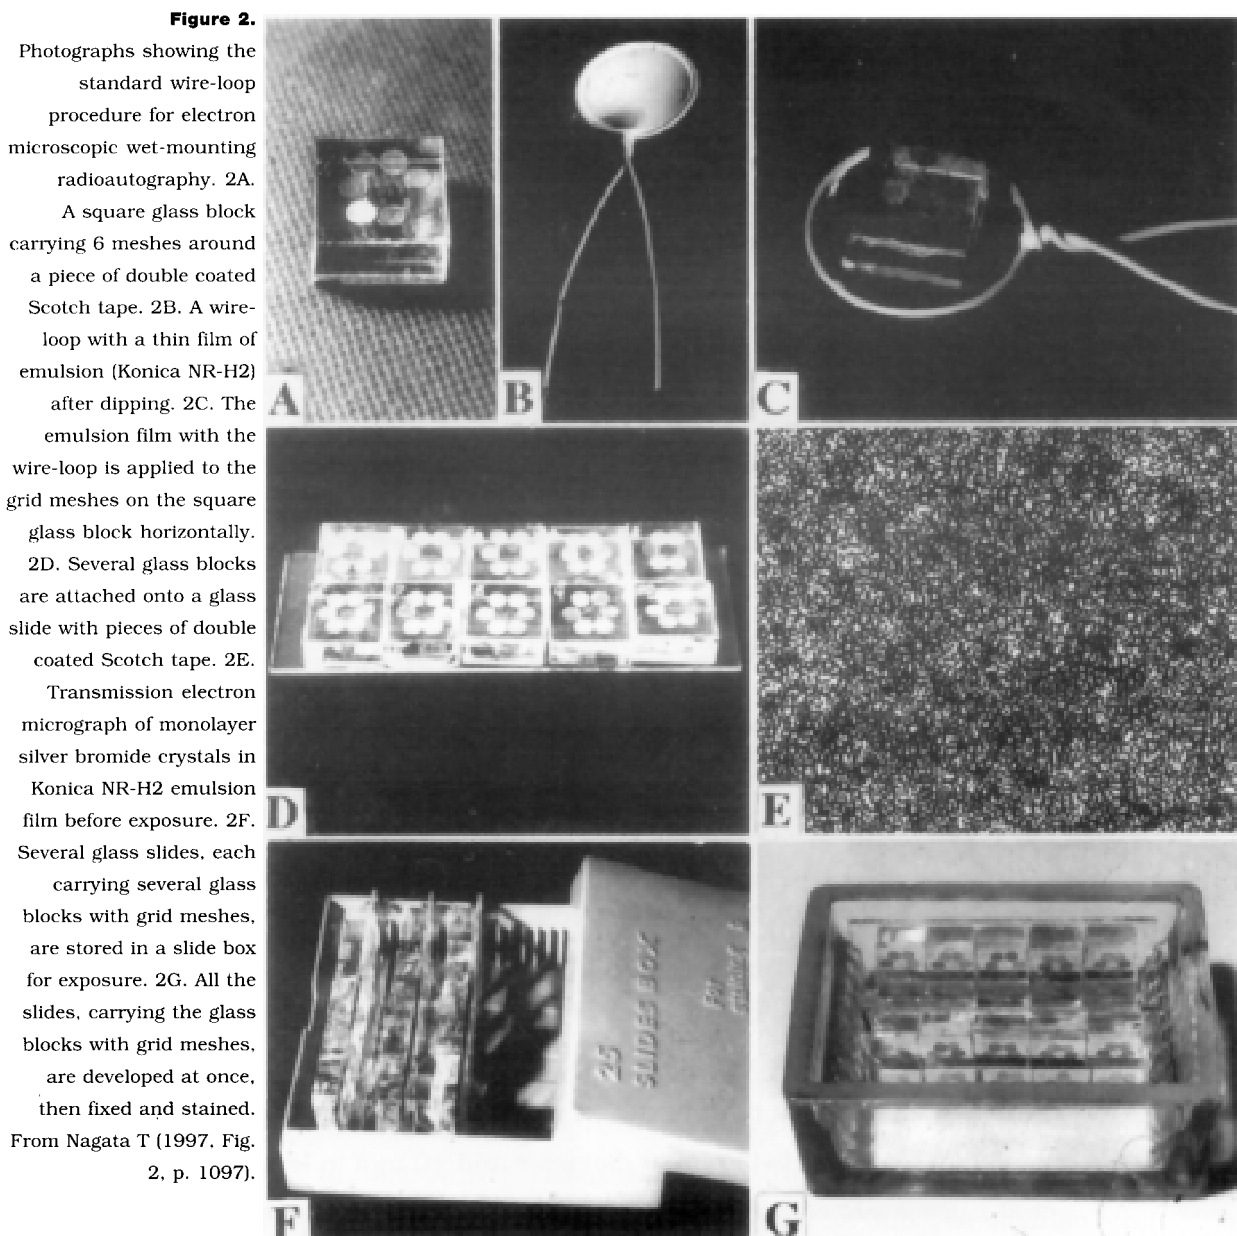 Figure 2.
Photographs showing the
standard wire-loop
procedure for electron
microscopic wet-mounting
radioautography. 2A.
A square glass block
carrying 6 meshes around
a piece of double coated
Scotch tape. 2B. A wire-
loop with a thin film of
emulsion (Konica NR-H2)
after dipping. 2C. The
emulsion film with the
wire-loop is applied to the
grid meshes on the square
glass block horizontally.
2D. Several glass blocks
are attached onto a glass
slide with pieces of double
coated Scotch tape. 2E.
Transmission electron
micrograph of monolayer
silver bromide crystals in
Konica NR-H2 emulsion
film before exposure. 2F.
Several glass slides, each
carrying several glass
blocks with grid meshes,
are stored in a slide box
for exposure. 2G. All the
slides, carrying the glass
blocks with grid meshes,
are developed at once,
then fixed and stained.
From Nagata T (1997, Fig.
2, p. 1097).
A
B
C
D
E
F
25
SLIDES BOX
G